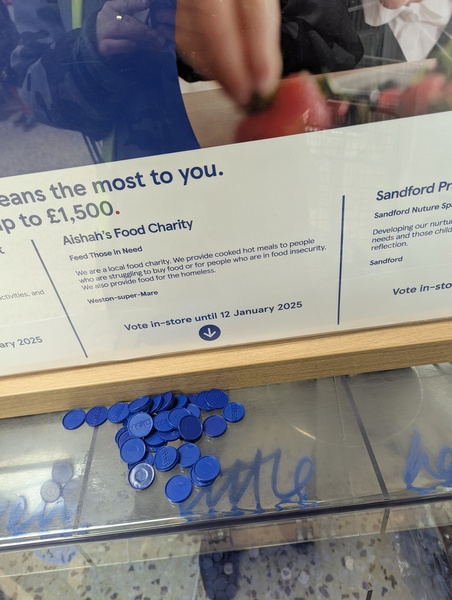 eans the most to you.
up to £1,500.
Aishah's Food Charity
Feed Those in Need
We are a local food charity. We provide cooked hot meals to people
who are struggling to buy food or for people who are in food insecurity.
We also provide food for the homeless.
Weston-super-Mare
Vote in-store until 12 January 2025
ctivities, and
ary 2025
Sandford Pr
Sandford Nuture Spa
Developing our nurtu
needs and those child
reflection.
Sandford
Vote in-sto
little